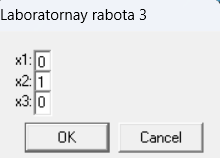 Laboratornay rabota 3
x1: 0
x2: 1
x3: 0
OK Cancel